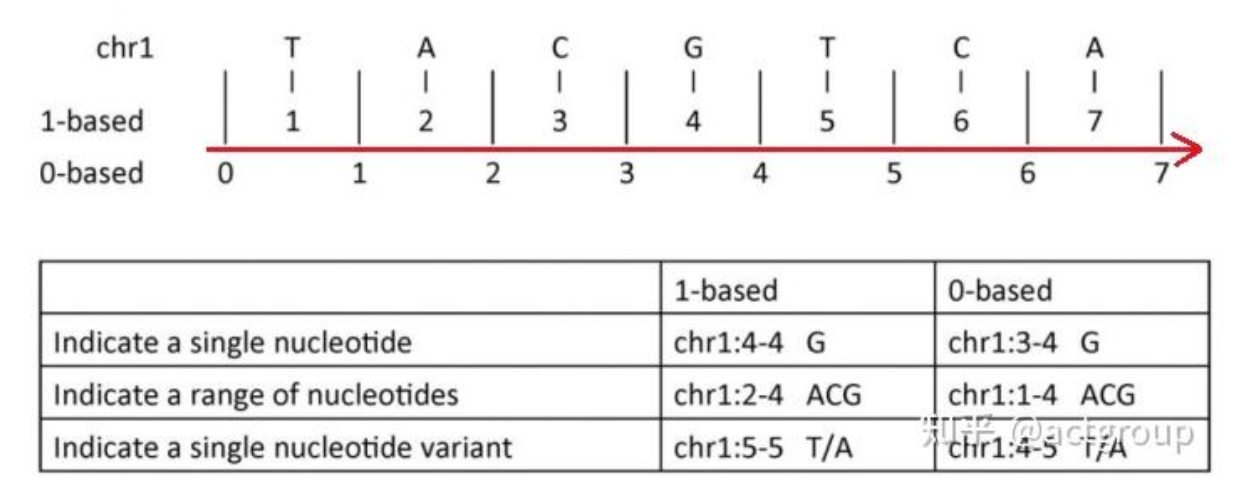 chr1 T A C G T C A
1-based 1 2 3 4 5 6 7
0-based 0 1 2 3 4 5 6 7
1-based 0-based
Indicate a single nucleotide chr1:4-4 G chr1:3-4 G
Indicate a range of nucleotides chr1:2-4 ACG chr1:1-4 ACG
Indicate a single nucleotide variant chr1:5-5 T/A chr1:4-5 T/A
知乎 @actgroup